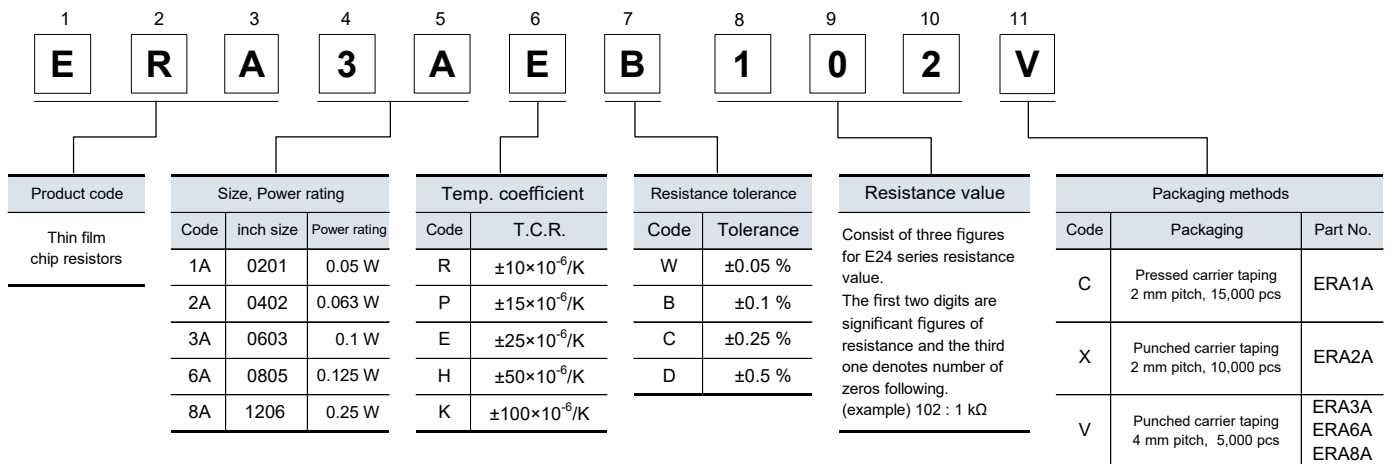 1 2 3 4 5 6 7 8 9 10 11
E R A 3 A E B 1 0 2 V
Product code
Thin film
chip resistors
Size, Power rating
Code inch size Power rating
1A 0201 0.05 W
2A 0402 0.063 W
3A 0603 0.1 W
6A 0805 0.125 W
8A 1206 0.25 W
Temp. coefficient
Code T.C.R.
R ±10×10⁻⁶/K
P ±15×10⁻⁶/K
E ±25×10⁻⁶/K
H ±50×10⁻⁶/K
K ±100×10⁻⁶/K
Resistance tolerance
Code Tolerance
W ±0.05 %
B ±0.1 %
C ±0.25 %
D ±0.5 %
Resistance value
Consist of three figures
for E24 series resistance
value.
The first two digits are
significant figures of
resistance and the third
one denotes number of
zeros following.
(example) 102 : 1 kΩ
Packaging methods
Code Packaging Part No.
C Pressed carrier taping
2 mm pitch, 15,000 pcs ERA1A
X Punched carrier taping
2 mm pitch, 10,000 pcs ERA2A
V Punched carrier taping
4 mm pitch, 5,000 pcs
ERA3A
ERA6A
ERA8A